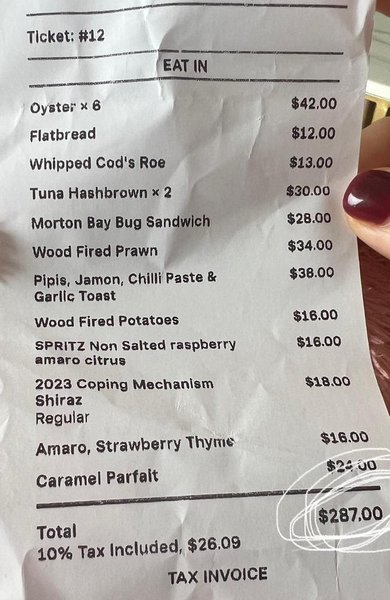 Ticket: #12
EAT IN
Oyster × 6 $42.00
Flatbread $12.00
Whipped Cod's Roe $13.00
Tuna Hashbrown × 2 $30.00
Morton Bay Bug Sandwich $28.00
Wood Fired Prawn $34.00
Pipis, Jamon, Chilli Paste & $38.00
Garlic Toast
Wood Fired Potatoes $16.00
SPRITZ Non Salted raspberry $16.00
amaro citrus
2023 Coping Mechanism $18.00
Shiraz
Regular
Amaro, Strawberry Thyme $16.00
Caramel Parfait $24.00
Total $287.00
10% Tax Included, $26.09
TAX INVOICE